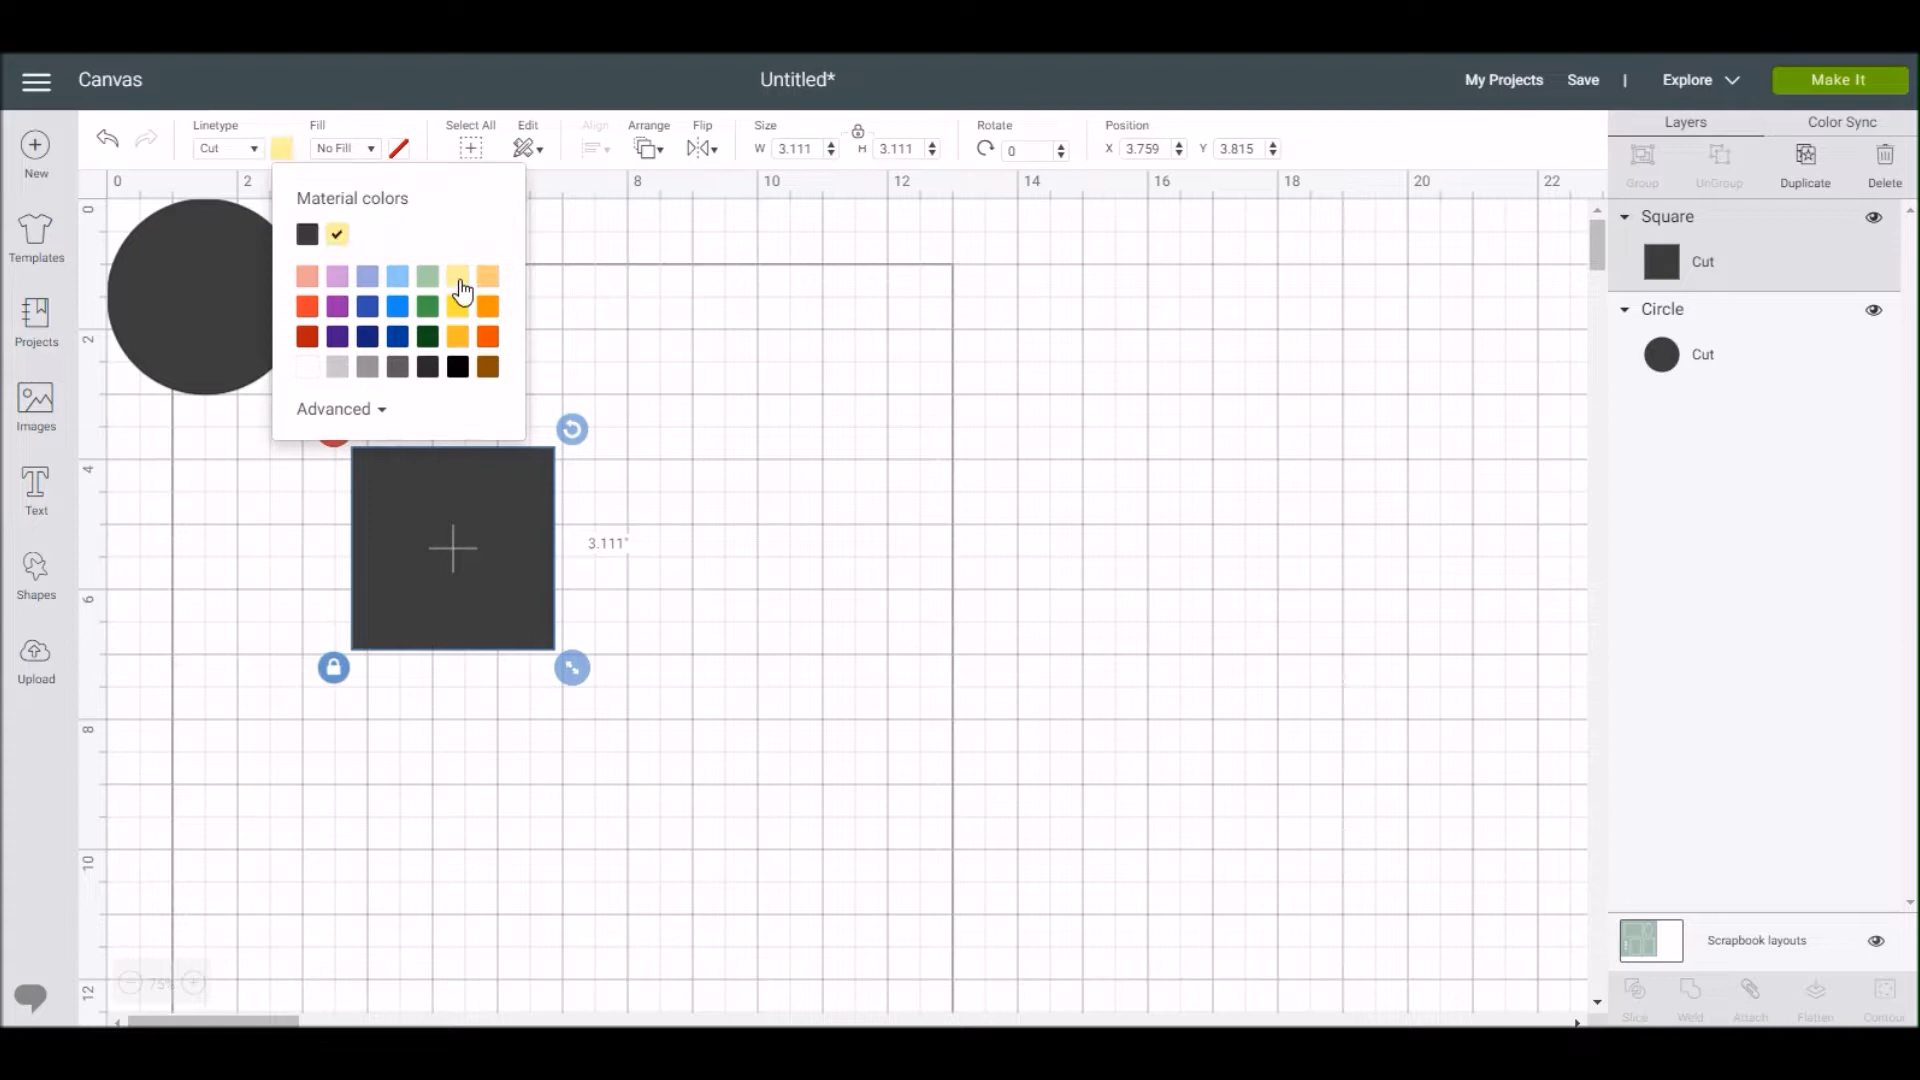 Canvas
Untitled*
My Projects Save | Explore
Make It
New
Templates
Projects
Images
Text
Shapes
Upload
Linetype
Cut
Fill
No Fill
Select All
Edit
Align
Arrange
Flip
Size
W 3.111
H 3.111
Rotate
0
Position
X 3.759
Y 3.815
0 2 8 10 12 14 16 18 20 22
0
2
4
6
8
10
12
Material colors
Advanced
3.111"
75%
Layers
Color Sync
Group
UnGroup
Duplicate
Delete
Square
Cut
Circle
Cut
Scrapbook layouts
Slice
Weld
Attach
Flatten
Contour